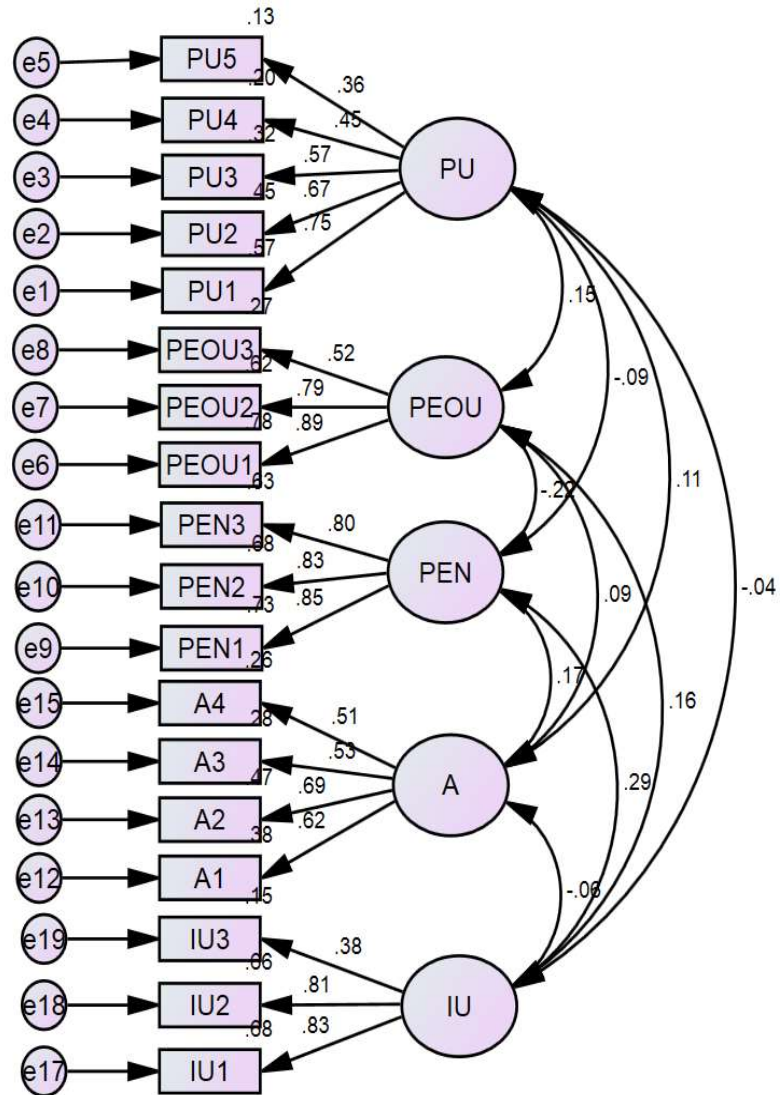 .13
e5 PU5 .36
.20
e4 PU4 .45
.32
e3 PU3 .57 PU
.45
e2 PU2 .67
.57 .75
e1 PU1 .15
.27
e8 PEOU3 .52
.62
-.09
e7 PEOU2 .79 PEOU
.78 .89
e6 PEOU1 .11
.63
-.22
e11 PEN3 .80
.68
e10 PEN2 .83 PEN
.73 .85 .09 -.04
e9 PEN1
.26
e15 A4 .17 .16
.28 .51
e14 A3 .53 A .29
.47
e13 A2 .69
.38 .62
e12 A1 -.06
.15
e19 IU3 .38
.66
e18 IU2 .81 IU
.68 .83
e17 IU1